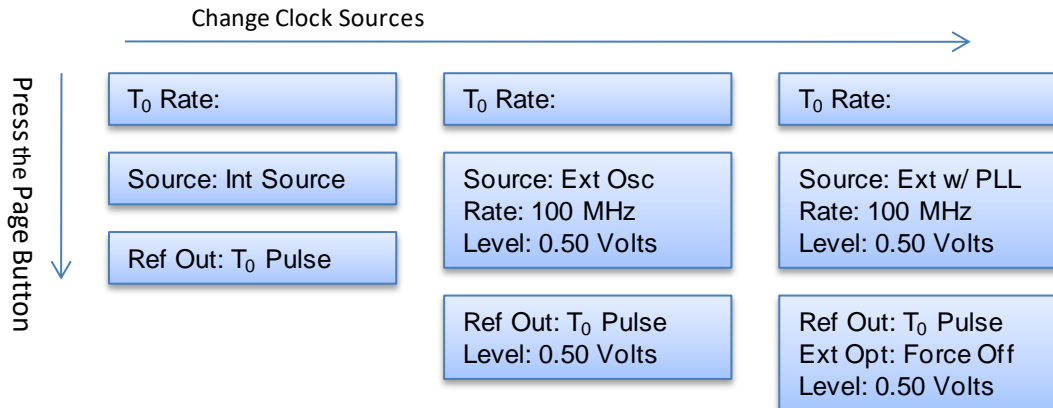 Change Clock Sources
Press the Page Button
T₀ Rate:
Source: Int Source
Ref Out: T₀ Pulse
T₀ Rate:
Source: Ext Osc
Rate: 100 MHz
Level: 0.50 Volts
Ref Out: T₀ Pulse
Level: 0.50 Volts
T₀ Rate:
Source: Ext w/ PLL
Rate: 100 MHz
Level: 0.50 Volts
Ref Out: T₀ Pulse
Ext Opt: Force Off
Level: 0.50 Volts